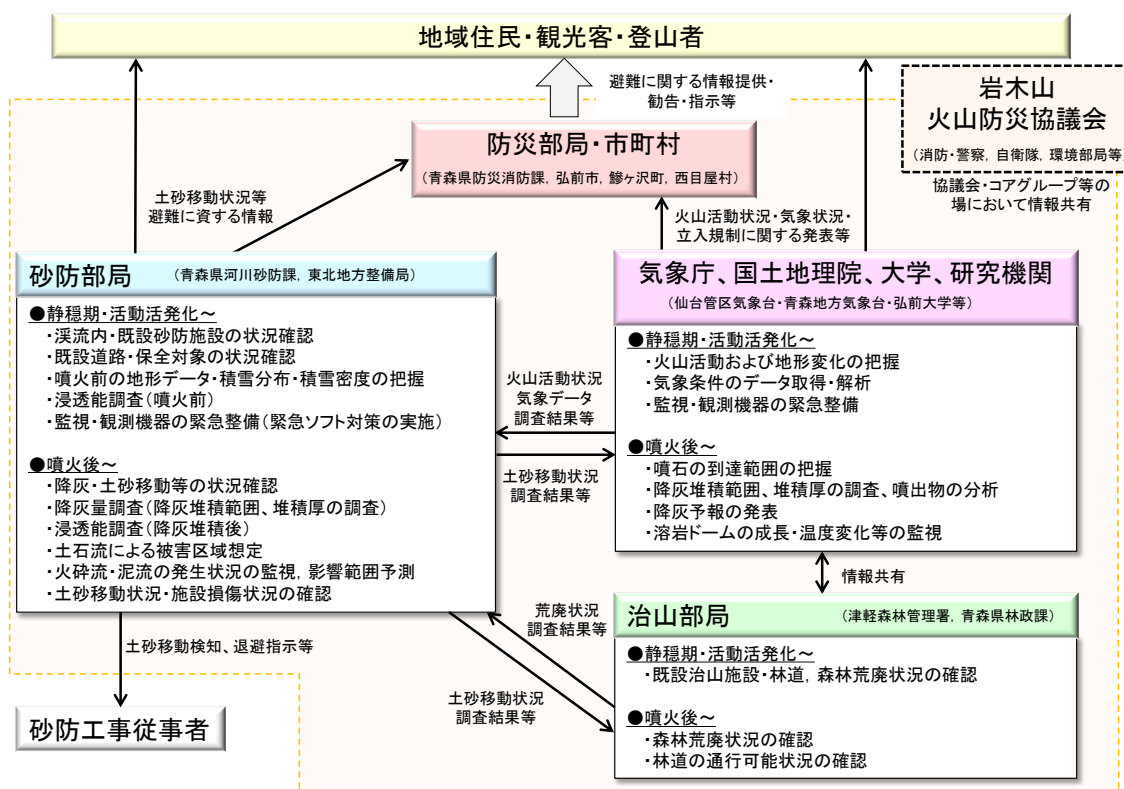 地域住民・観光客・登山者
避難に関する情報提供・
勧告・指示等
岩木山
火山防災協議会
(消防・警察, 自衛隊, 環境部局等)
協議会・コアグループ等の
場において情報共有
防災部局・市町村
(青森県防災消防課, 弘前市, 鰺ヶ沢町, 西目屋村)
土砂移動状況等
避難に資する情報
火山活動状況・気象状況・
立入規制に関する発表等
砂防部局 (青森県河川砂防課, 東北地方整備局)
●静穏期・活動活発化～
・渓流内・既設砂防施設の状況確認
・既設道路・保全対象の状況確認
・噴火前の地形データ・積雪分布・積雪密度の把握
・浸透能調査(噴火前)
・監視・観測機器の緊急整備(緊急ソフト対策の実施)
●噴火後～
・降灰・土砂移動等の状況確認
・降灰量調査(降灰堆積範囲、堆積厚の調査)
・浸透能調査(降灰堆積後)
・土石流による被害区域想定
・火砕流・泥流の発生状況の監視, 影響範囲予測
・土砂移動状況・施設損傷状況の確認
火山活動状況
気象データ
調査結果等
土砂移動状況
調査結果等
気象庁、国土地理院、大学、研究機関
(仙台管区気象台・青森地方気象台・弘前大学等)
●静穏期・活動活発化～
・火山活動および地形変化の把握
・気象条件のデータ取得・解析
・監視・観測機器の緊急整備
●噴火後～
・噴石の到達範囲の把握
・降灰堆積範囲、堆積厚の調査、噴出物の分析
・降灰予報の発表
・溶岩ドームの成長・温度変化等の監視
情報共有
荒廃状況
調査結果等
土砂移動状況
調査結果等
治山部局 (津軽森林管理署, 青森県林政課)
●静穏期・活動活発化～
・既設治山施設・林道, 森林荒廃状況の確認
●噴火後～
・森林荒廃状況の確認
・林道の通行可能状況の確認
土砂移動検知、退避指示等
砂防工事従事者